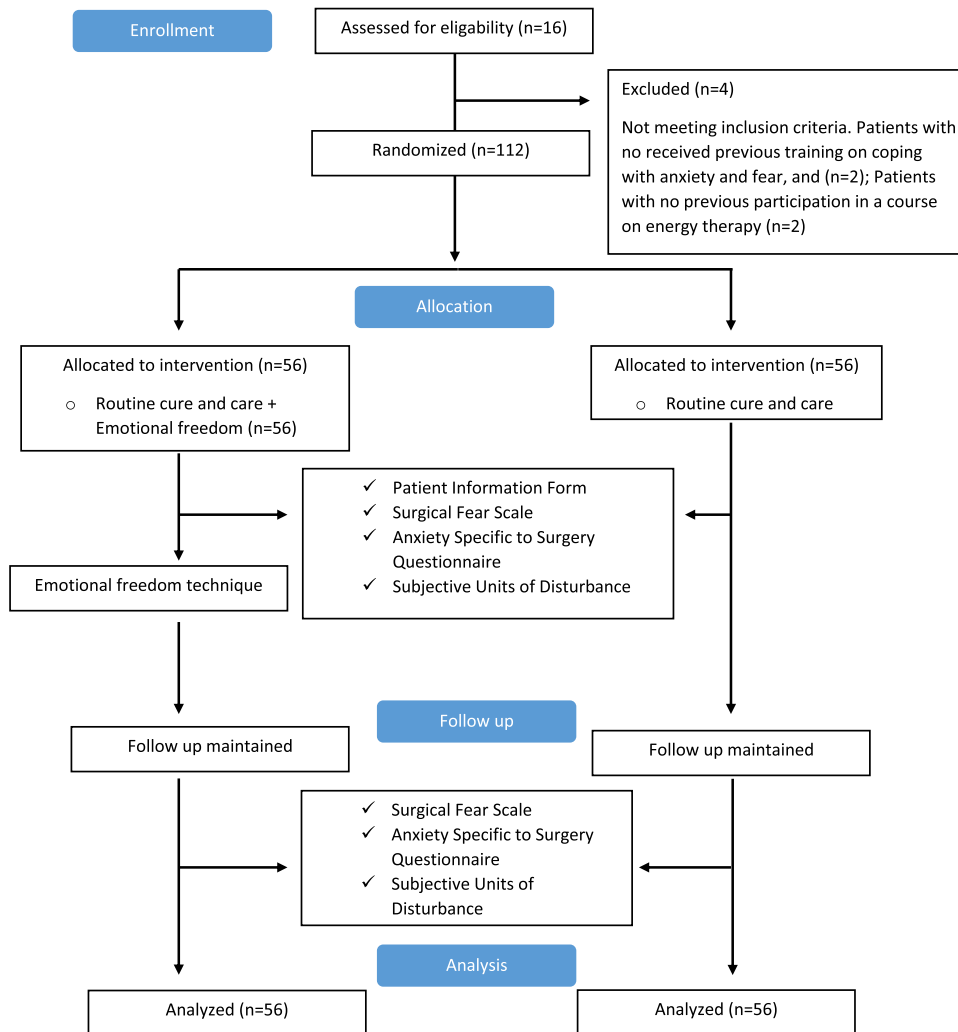 Enrollment
Assessed for eligability (n=16)
Excluded (n=4)
Not meeting inclusion criteria. Patients with
no received previous training on coping
with anxiety and fear, and (n=2); Patients
with no previous participation in a course
on energy therapy (n=2)
Randomized (n=112)
Allocation
Allocated to intervention (n=56)
o Routine cure and care +
Emotional freedom (n=56)
Allocated to intervention (n=56)
o Routine cure and care
✓ Patient Information Form
✓ Surgical Fear Scale
✓ Anxiety Specific to Surgery
Questionnaire
✓ Subjective Units of Disturbance
Emotional freedom technique
Follow up
Follow up maintained
Follow up maintained
✓ Surgical Fear Scale
✓ Anxiety Specific to Surgery
Questionnaire
✓ Subjective Units of
Disturbance
Analysis
Analyzed (n=56)
Analyzed (n=56)